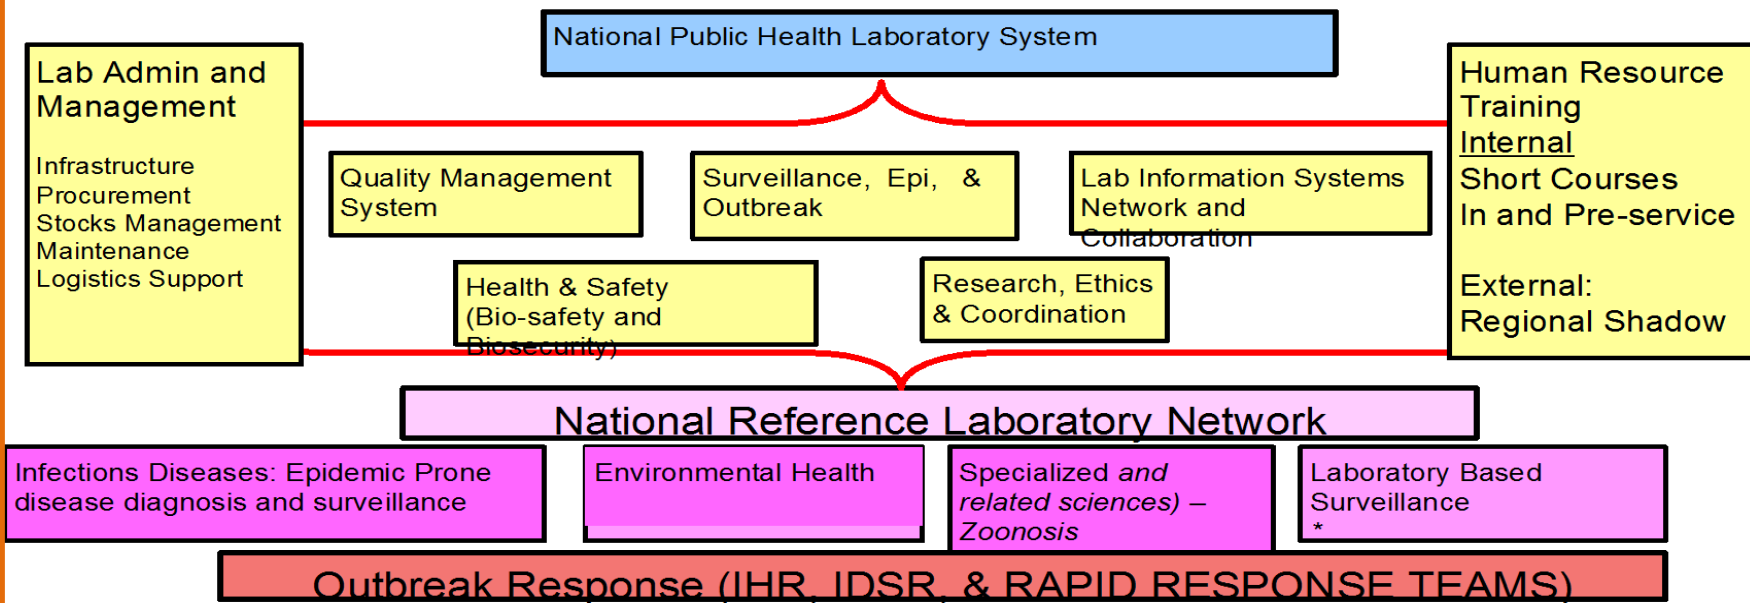 National Public Health Laboratory System
Lab Admin and
Management
Infrastructure
Procurement
Stocks Management
Maintenance
Logistics Support
Quality Management
System
Surveillance, Epi, &
Outbreak
Lab Information Systems
Network and
Collaboration
Health & Safety
(Bio-safety and
Biosecurity)
Research, Ethics
& Coordination
Human Resource
Training
Internal
Short Courses
In and Pre-service
External:
Regional Shadow
National Reference Laboratory Network
Infections Diseases: Epidemic Prone
disease diagnosis and surveillance
Environmental Health
Specialized and
related sciences) –
Zoonosis
Laboratory Based
Surveillance
*
Outbreak Response (IHR, IDSR, & RAPID RESPONSE TEAMS)